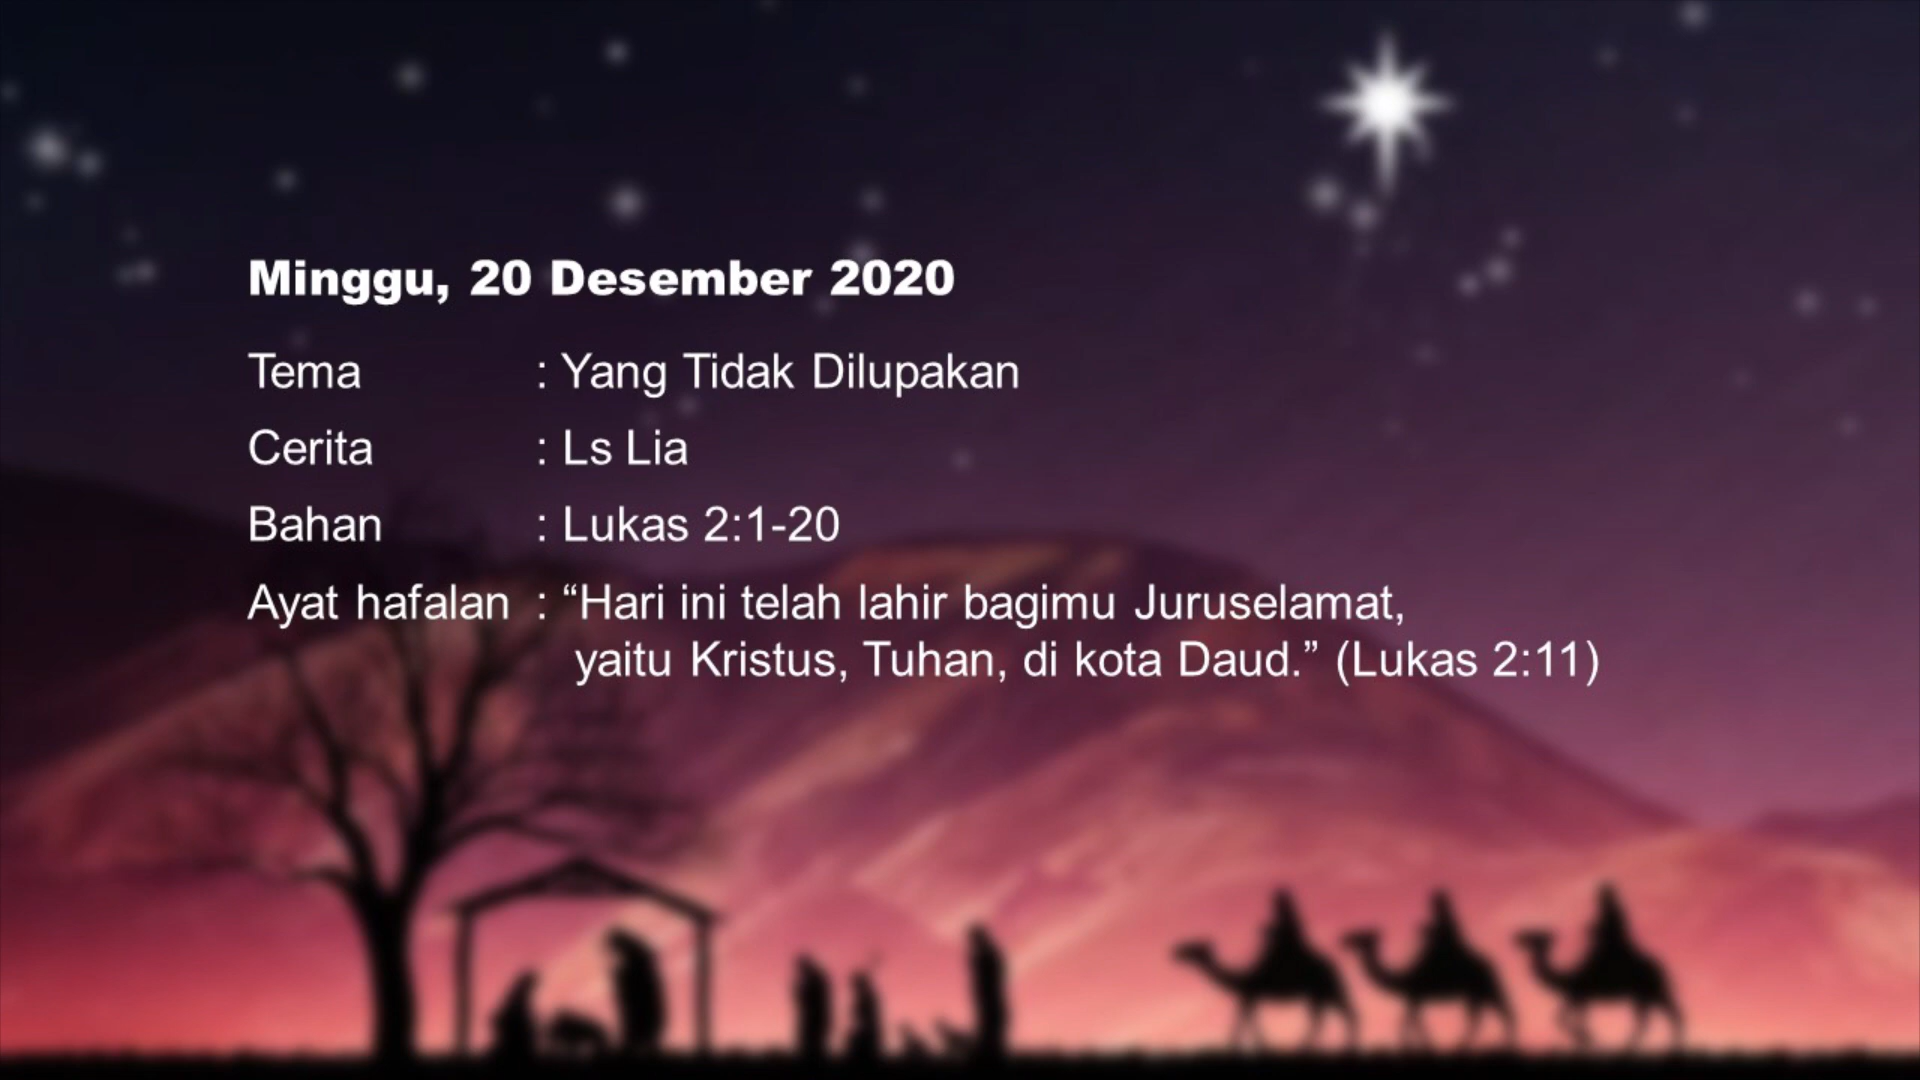 Minggu, 20 Desember 2020
Tema : Yang Tidak Dilupakan
Cerita : Ls Lia
Bahan : Lukas 2:1-20
Ayat hafalan : “Hari ini telah lahir bagimu Juruselamat,
yaitu Kristus, Tuhan, di kota Daud.” (Lukas 2:11)